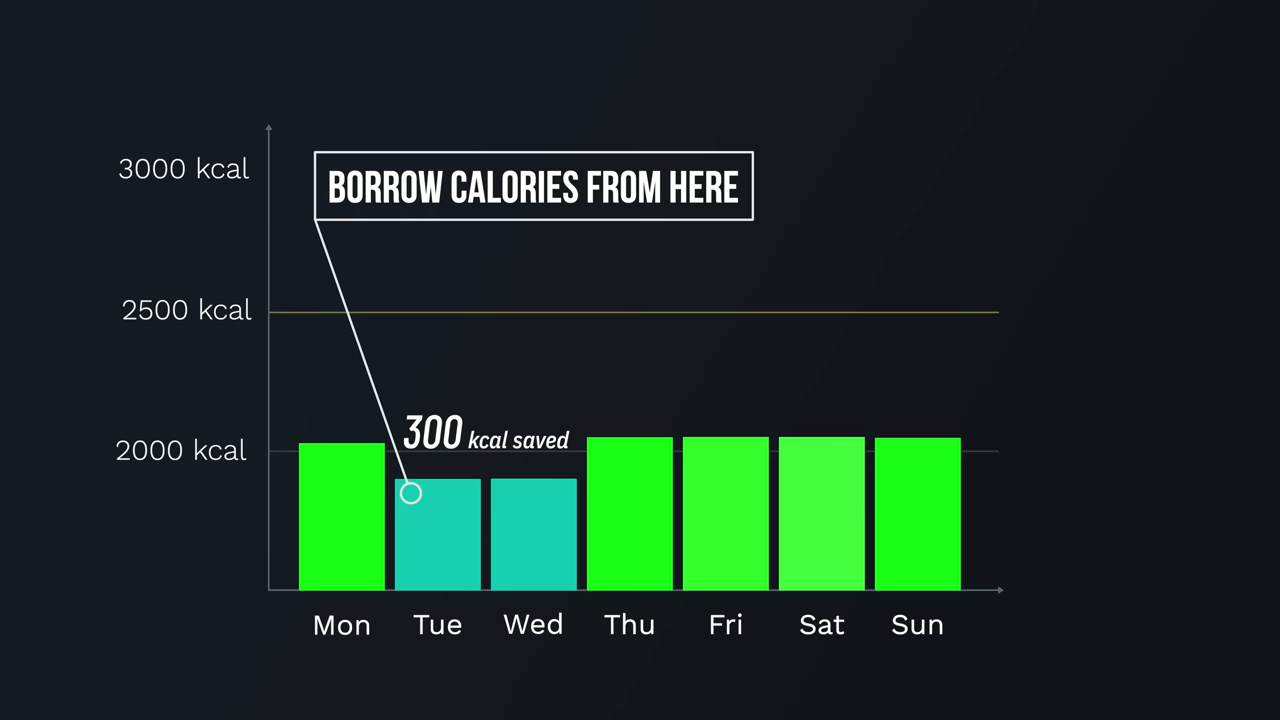 3000 kcal
BORROW CALORIES FROM HERE
2500 kcal
300 kcal saved
2000 kcal
Mon Tue Wed Thu Fri Sat Sun